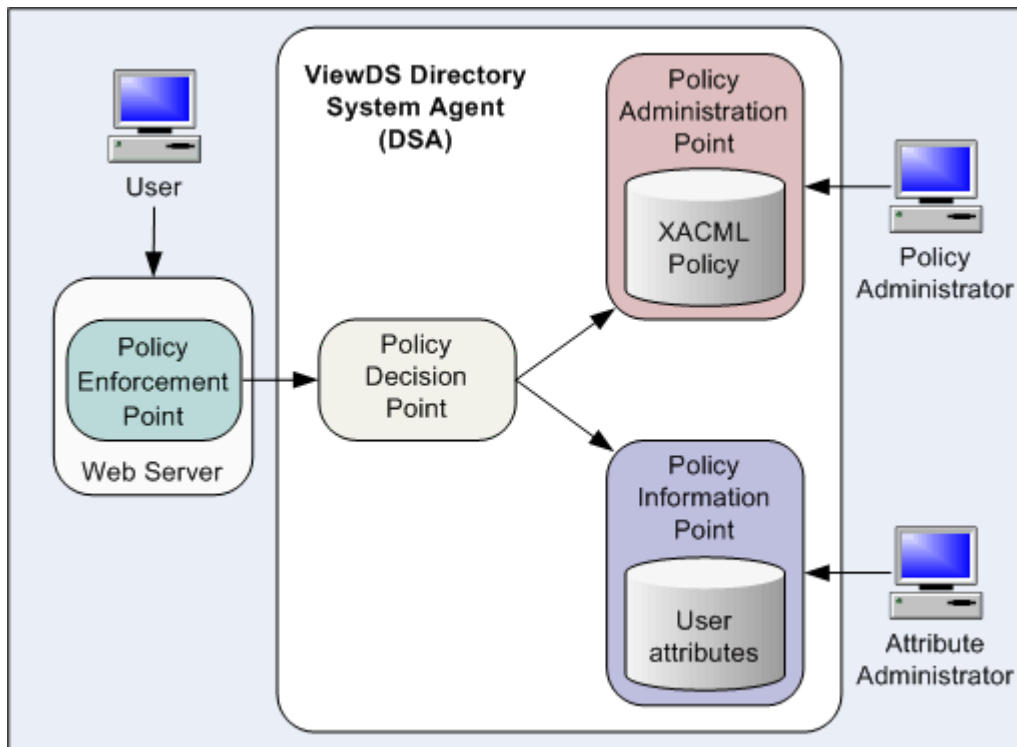 ViewDS Directory
System Agent
(DSA)
User
Policy
Enforcement
Point
Web Server
Policy
Decision
Point
Policy
Administration
Point
XACML
Policy
Policy
Administrator
Policy
Information
Point
User
attributes
Attribute
Administrator